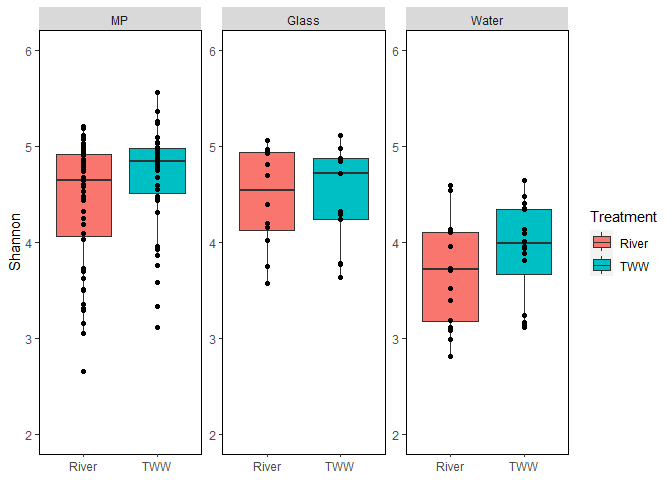 MP Glass Water
6 6 6
5 5 5
4 4 4
3 3 3
2 2 2
Shannon
River TWW River TWW River TWW
Treatment
River
TWW